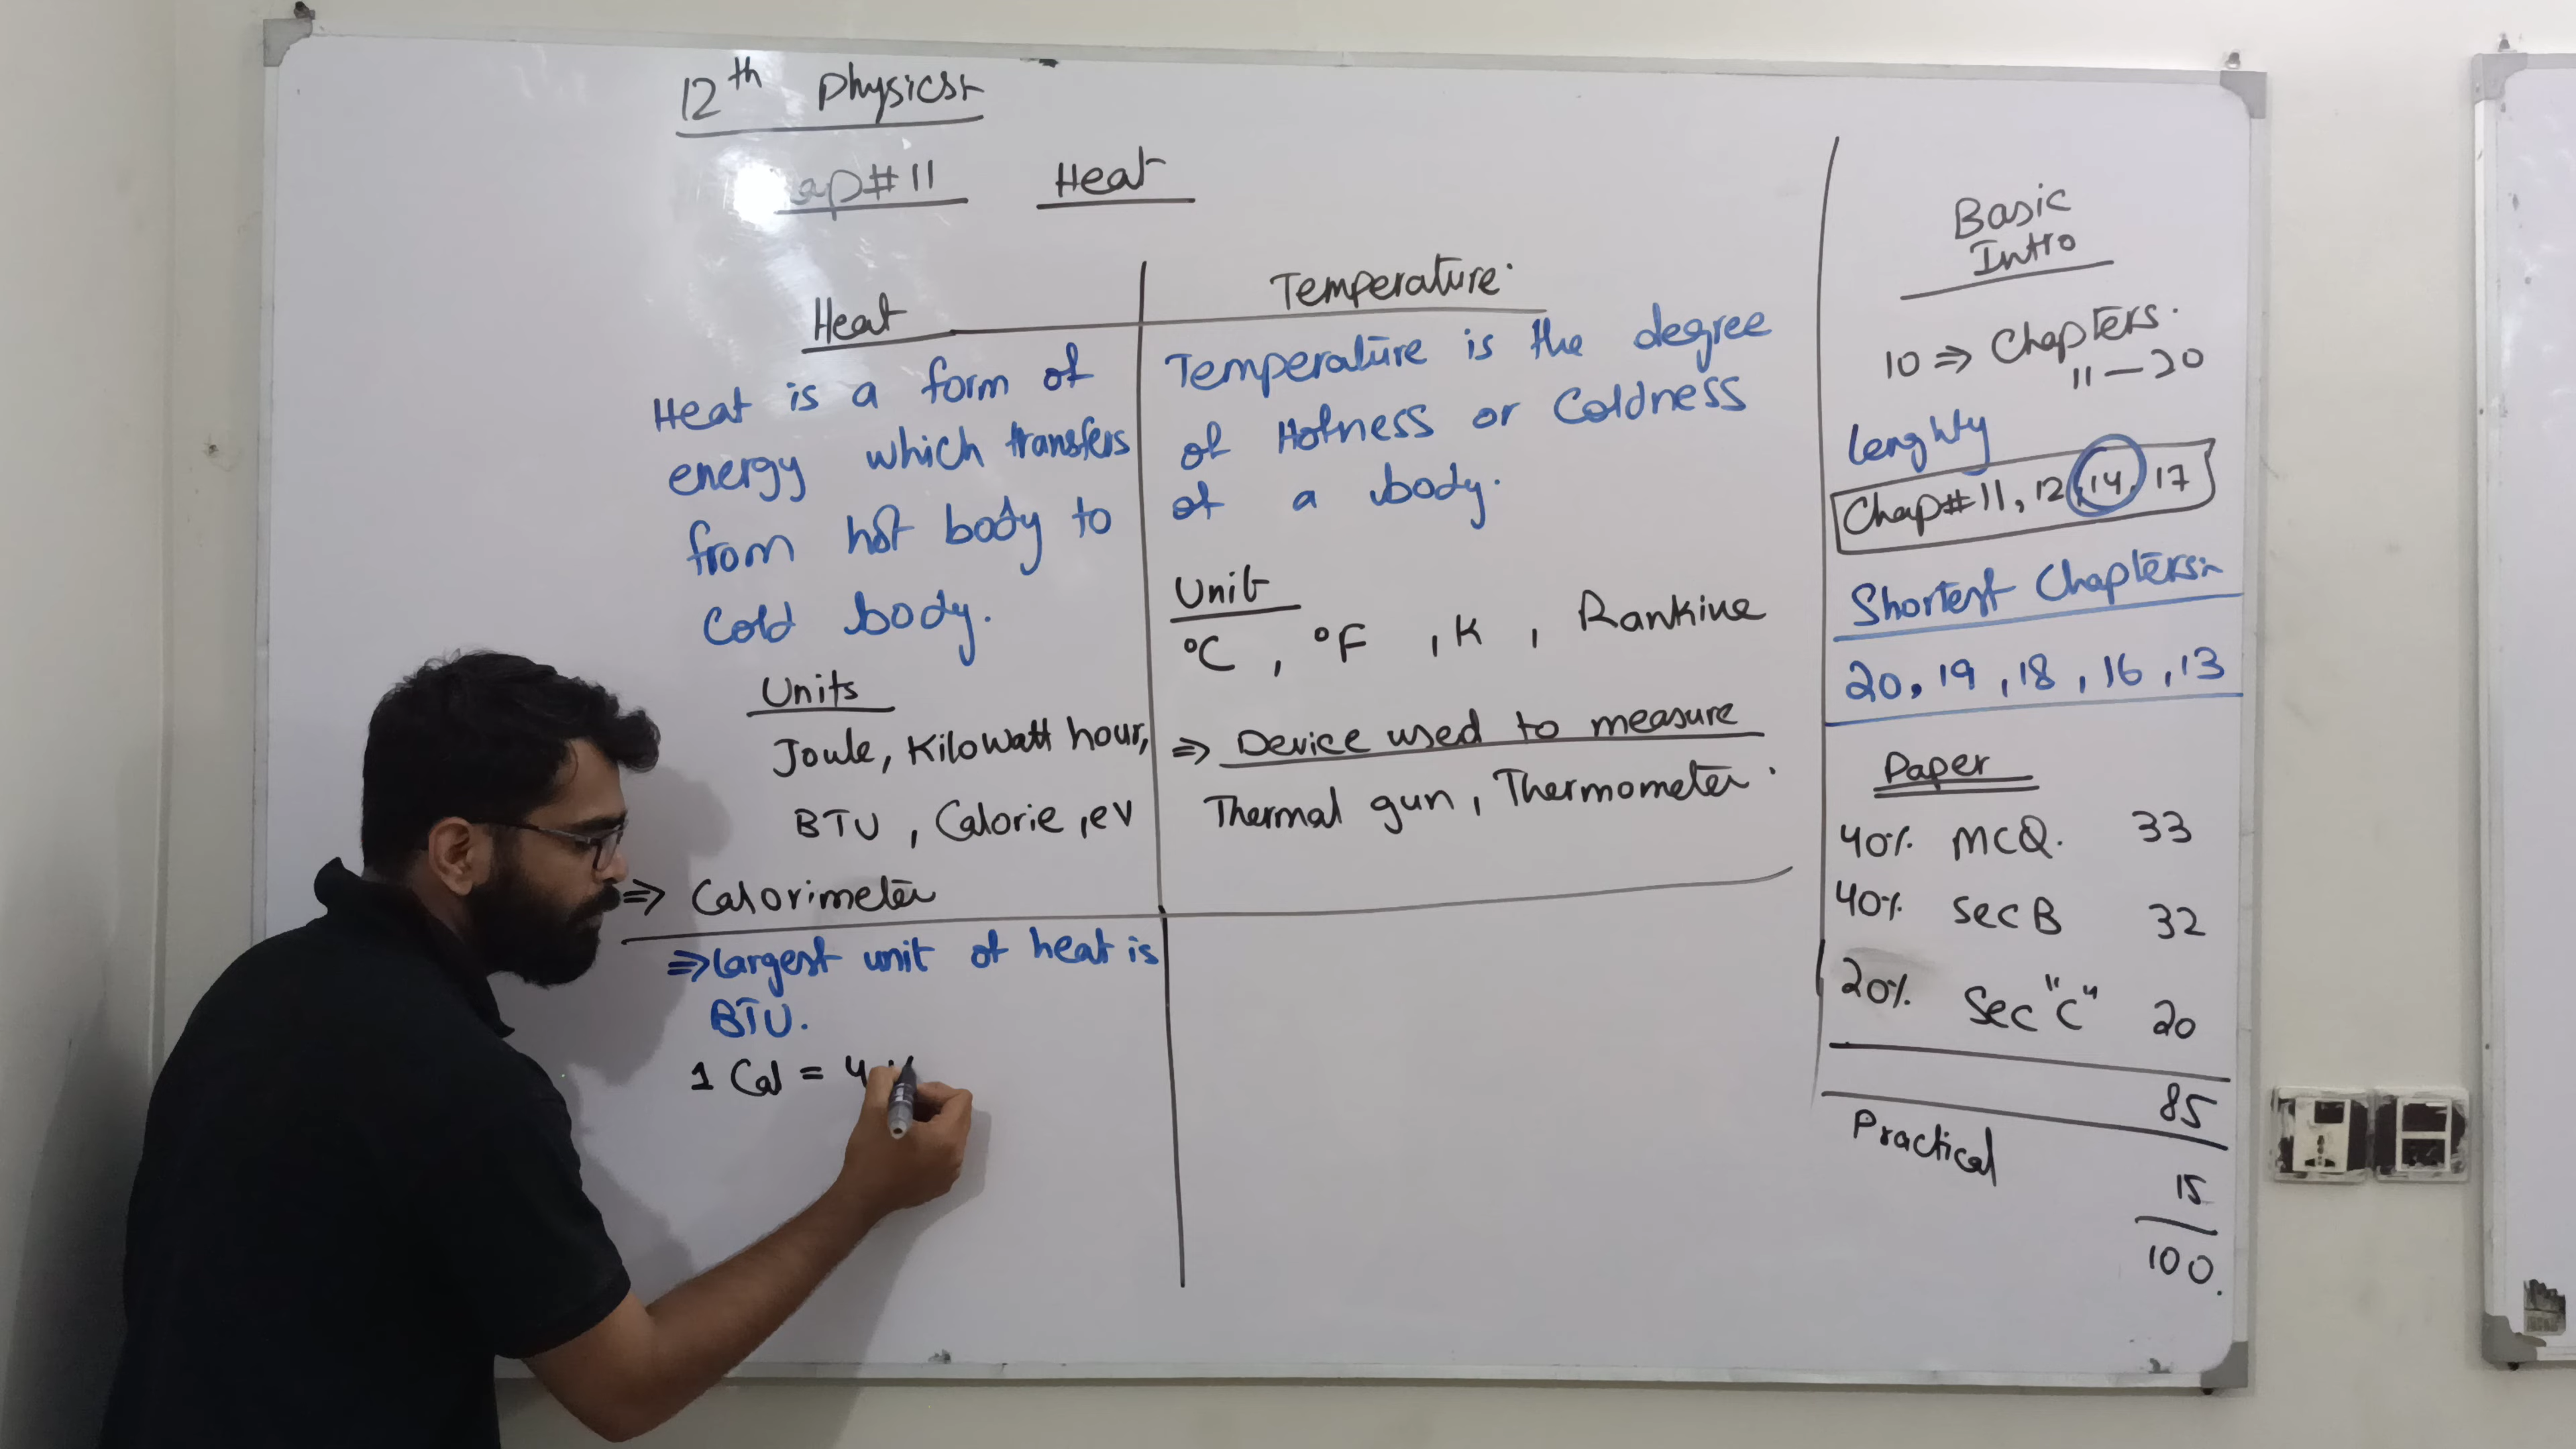 12th Physics:-
ap#11 Heat
Heat
Heat is a form of
energy which transfers
from hot body to
Cold body.
Units
Joule, Kilowatt hour,
BTU, Calorie, ev
⇒ Calorimeter
⇒ largest unit of heat is
BTU.
1 Cal = 4
Temperature.
Temperature is the degree
of Hotness or Coldness
of a body.
Unit
°C, °F, K, Rankine
⇒ Device used to measure
Thermal gun, Thermometer.
Basic
Intro
10 ⇒ Chapters.
11 — 20
lenghty
Chap# 11, 12, 14, 17
Shortest Chapters:-
20, 19, 18, 16, 13
Paper
40% MCQ. 33
40% Sec B 32
20% Sec "C" 20
85
Practical
15
100.